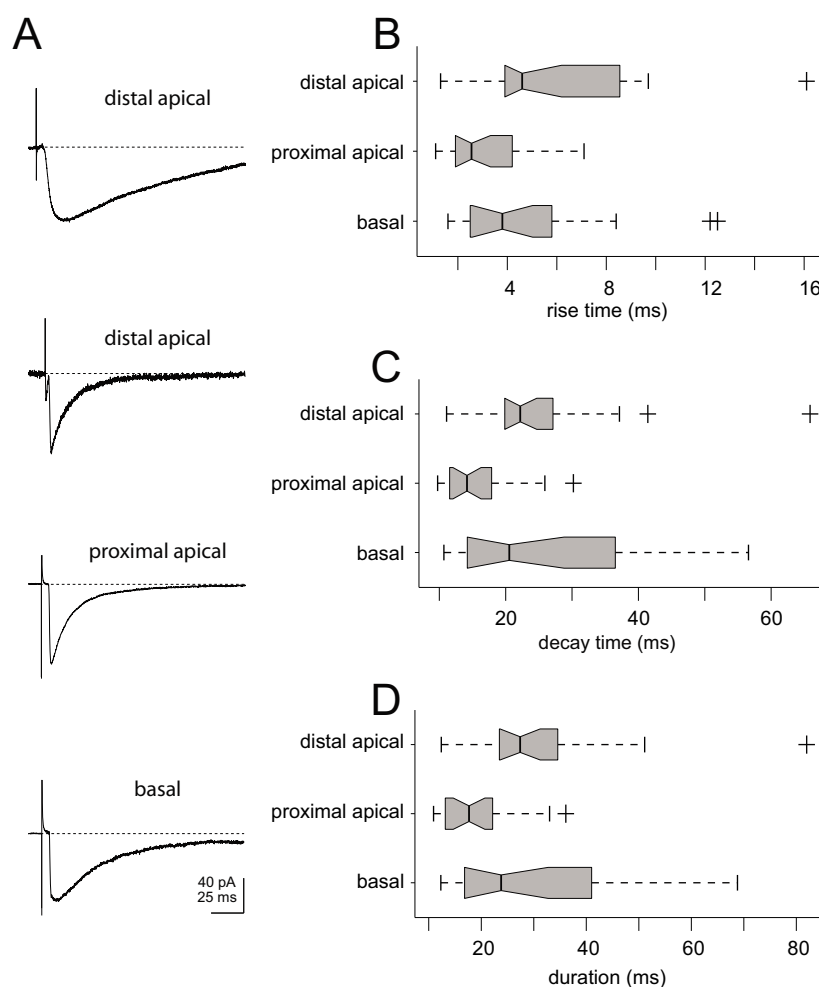 A
distal apical
distal apical
proximal apical
basal
40 pA
25 ms
B
distal apical
proximal apical
basal
4 8 12 16
rise time (ms)
C
distal apical
proximal apical
basal
20 40 60
decay time (ms)
D
distal apical
proximal apical
basal
20 40 60 80
duration (ms)